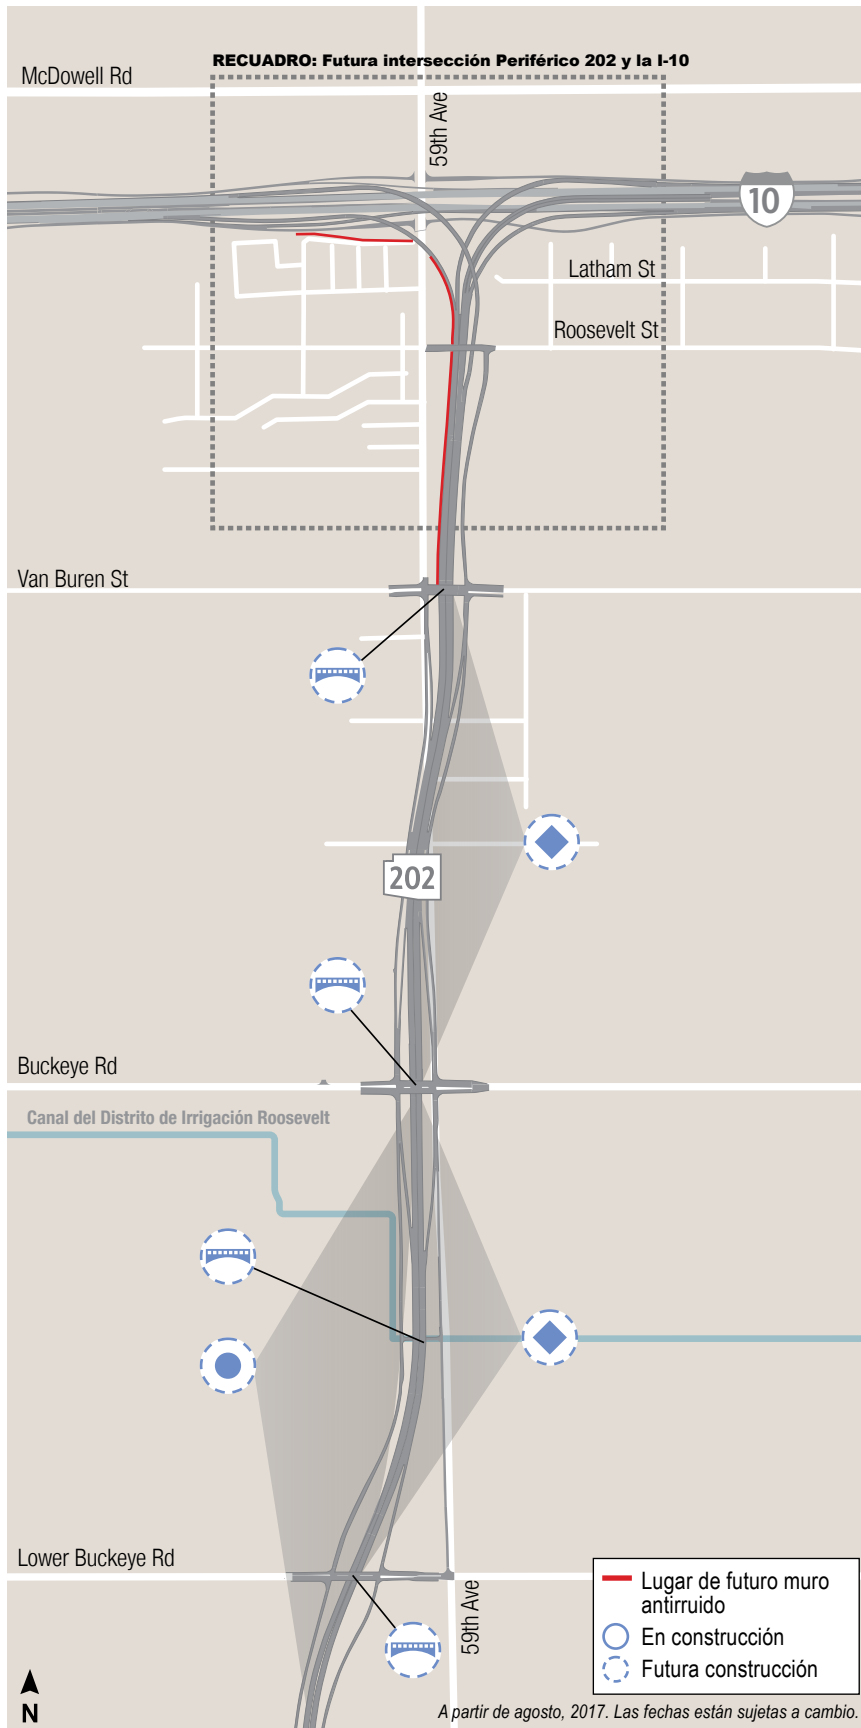 RECUADRO: Futura intersección Periférico 202 y la I-10
McDowell Rd
59th Ave
10
Latham St
Roosevelt St
Van Buren St
202
Buckeye Rd
Canal del Distrito de Irrigación Roosevelt
Lower Buckeye Rd
59th Ave
Lugar de futuro muro
antirruido
En construcción
Futura construcción
N
A partir de agosto, 2017. Las fechas están sujetas a cambio.